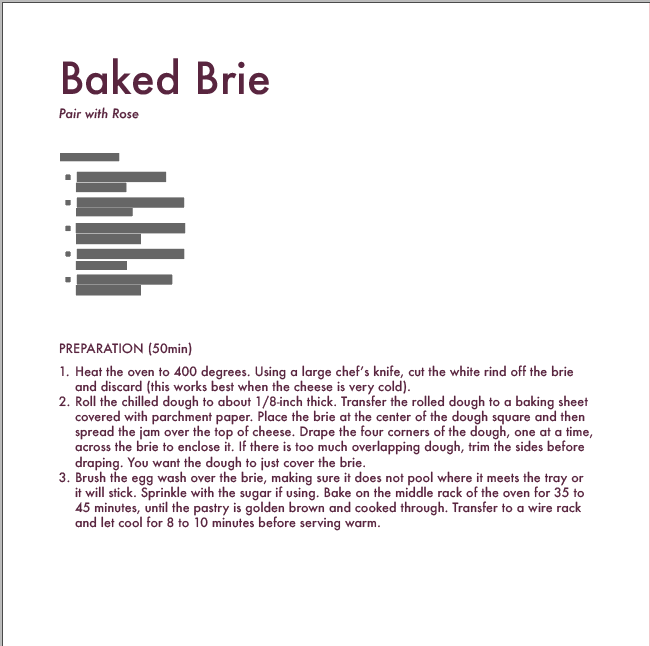 Baked Brie
Pair with Rose
PREPARATION (50min)
1. Heat the oven to 400 degrees. Using a large chef’s knife, cut the white rind off the brie
and discard (this works best when the cheese is very cold).
2. Roll the chilled dough to about 1/8-inch thick. Transfer the rolled dough to a baking sheet
covered with parchment paper. Place the brie at the center of the dough square and then
spread the jam over the top of cheese. Drape the four corners of the dough, one at a time,
across the brie to enclose it. If there is too much overlapping dough, trim the sides before
draping. You want the dough to just cover the brie.
3. Brush the egg wash over the brie, making sure it does not pool where it meets the tray or
it will stick. Sprinkle with the sugar if using. Bake on the middle rack of the oven for 35 to
45 minutes, until the pastry is golden brown and cooked through. Transfer to a wire rack
and let cool for 8 to 10 minutes before serving warm.